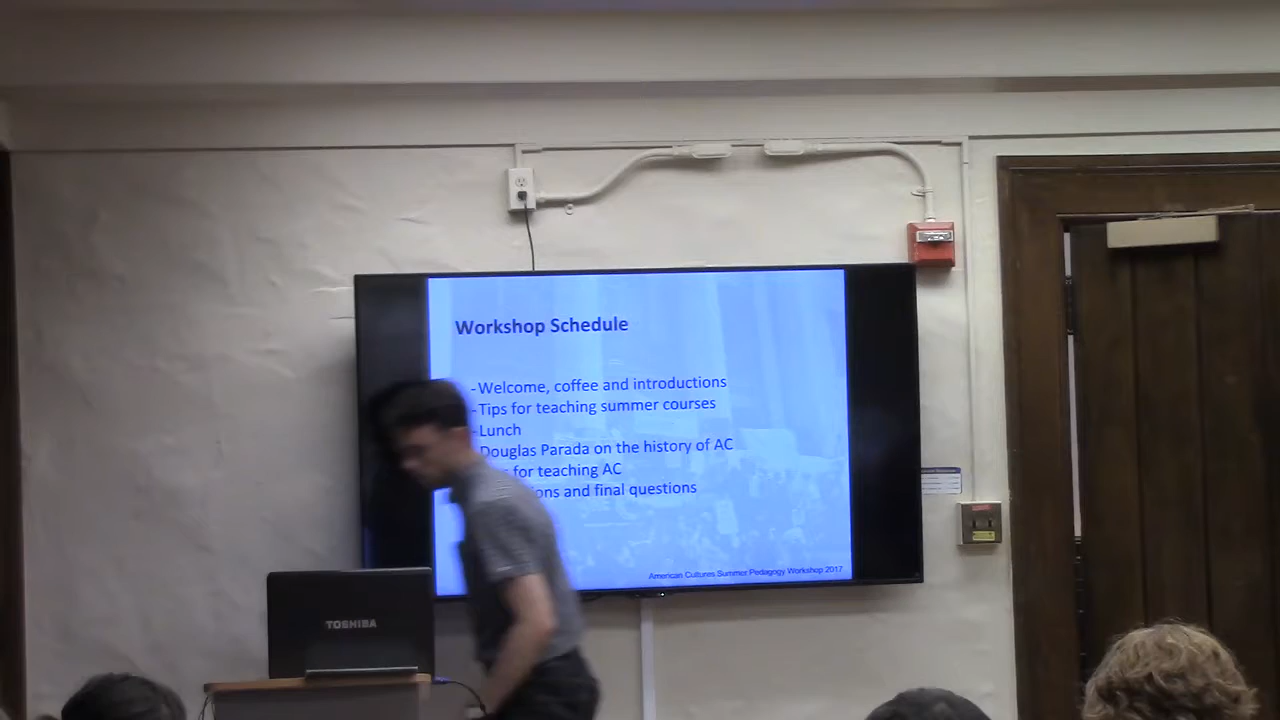 Workshop Schedule
-Welcome, coffee and introductions
-Tips for teaching summer courses
-Lunch
Douglas Parada on the history of AC
for teaching AC
and final questions
American Cultures Summer Pedagogy Workshop 2017
TOSHIBA